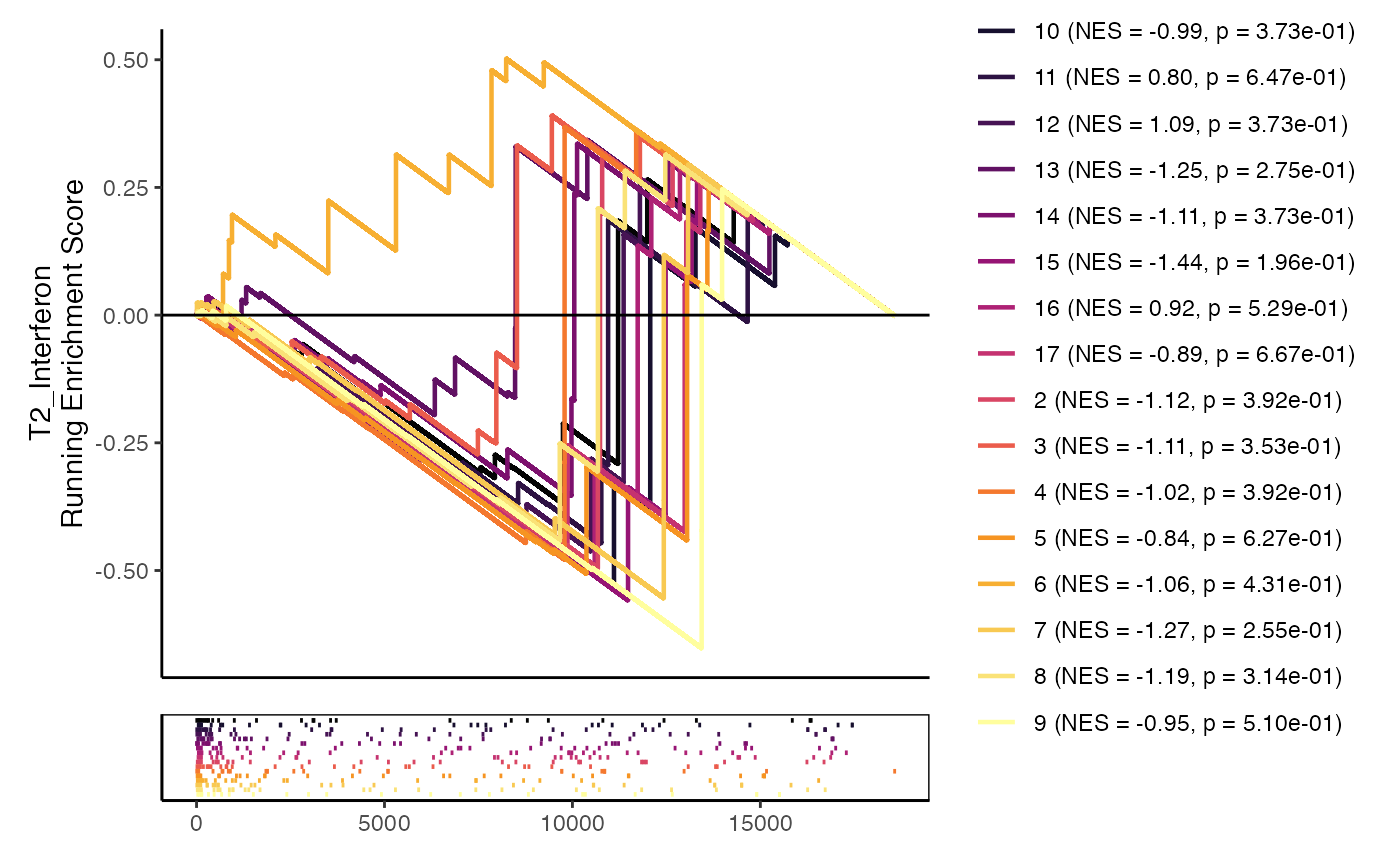 T2_Interferon
Running Enrichment Score
0.50
0.25
0.00
-0.25
-0.50
0
5000
10000
15000
10 (NES = -0.99, p = 3.73e-01)
11 (NES = 0.80, p = 6.47e-01)
12 (NES = 1.09, p = 3.73e-01)
13 (NES = -1.25, p = 2.75e-01)
14 (NES = -1.11, p = 3.73e-01)
15 (NES = -1.44, p = 1.96e-01)
16 (NES = 0.92, p = 5.29e-01)
17 (NES = -0.89, p = 6.67e-01)
2 (NES = -1.12, p = 3.92e-01)
3 (NES = -1.11, p = 3.53e-01)
4 (NES = -1.02, p = 3.92e-01)
5 (NES = -0.84, p = 6.27e-01)
6 (NES = -1.06, p = 4.31e-01)
7 (NES = -1.27, p = 2.55e-01)
8 (NES = -1.19, p = 3.14e-01)
9 (NES = -0.95, p = 5.10e-01)